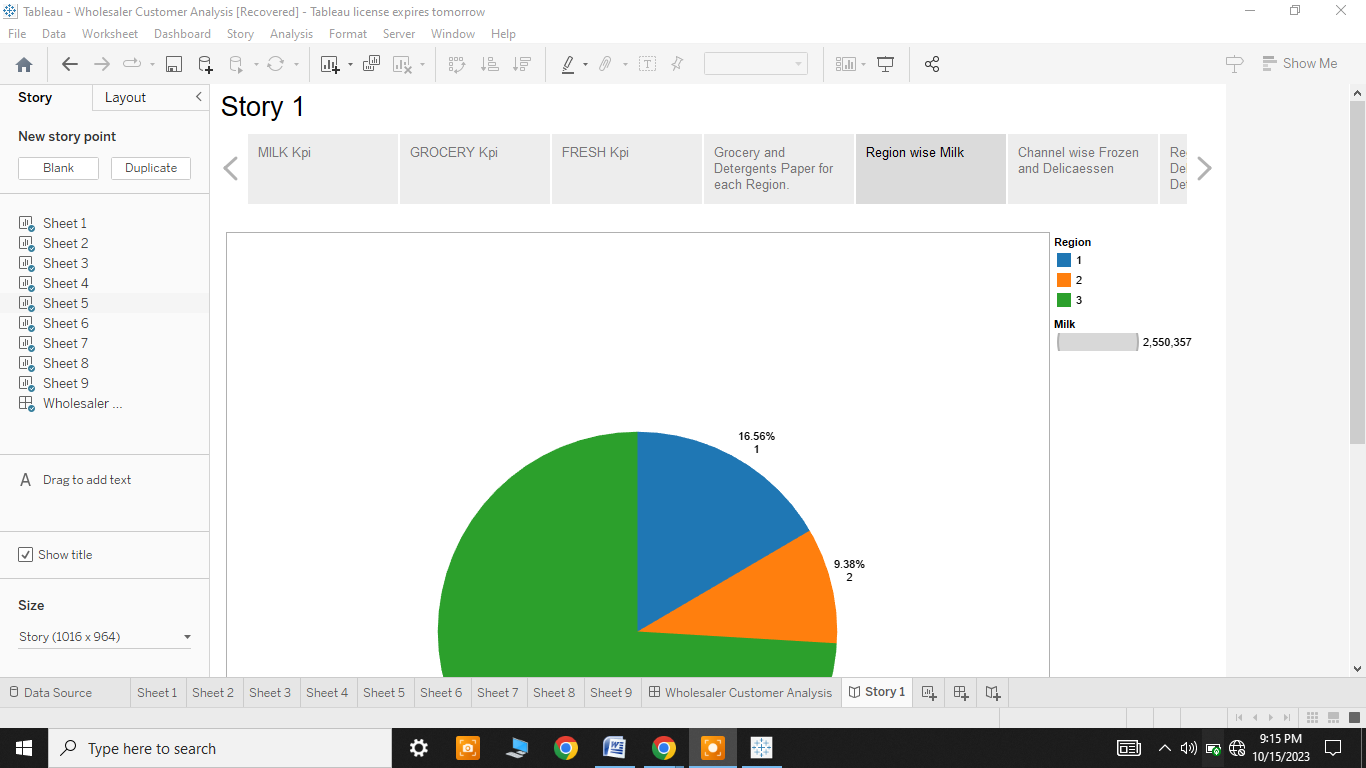 Tableau - Wholesaler Customer Analysis [Recovered] - Tableau license expires tomorrow
File Data Worksheet Dashboard Story Analysis Format Server Window Help
Show Me
Story Layout
New story point
Blank Duplicate
Sheet 1
Sheet 2
Sheet 3
Sheet 4
Sheet 5
Sheet 6
Sheet 7
Sheet 8
Sheet 9
Wholesaler ...
A Drag to add text
Show title
Size
Story (1016 x 964)
Story 1
MILK Kpi
GROCERY Kpi
FRESH Kpi
Grocery and
Detergents Paper for
each Region.
Region wise Milk
Channel wise Frozen
and Delicaessen
Re
De
De
Region
1
2
3
Milk
2,550,357
16.56%
1
9.38%
2
Data Source Sheet 1 Sheet 2 Sheet 3 Sheet 4 Sheet 5 Sheet 6 Sheet 7 Sheet 8 Sheet 9 Wholesaler Customer Analysis Story 1
Type here to search
9:15 PM
10/15/2023